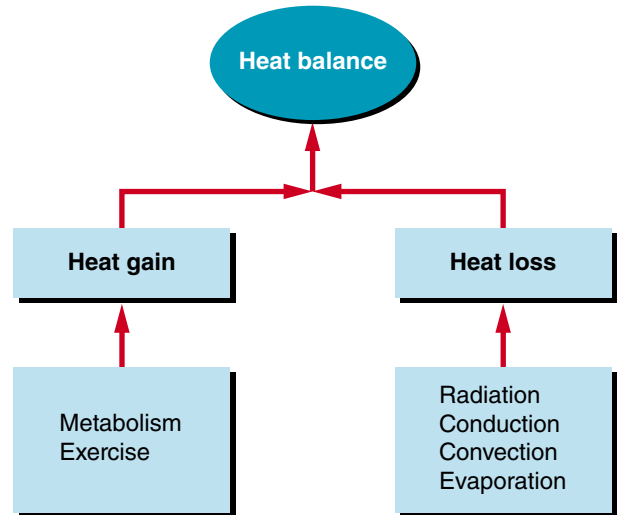 Heat balance
Heat gain
Heat loss
Metabolism
Exercise
Radiation
Conduction
Convection
Evaporation